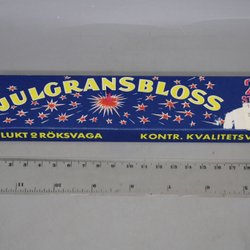 JULGRANSBLOSS
LUKT o RÖKSVAGA KONTR. KVALITETSV